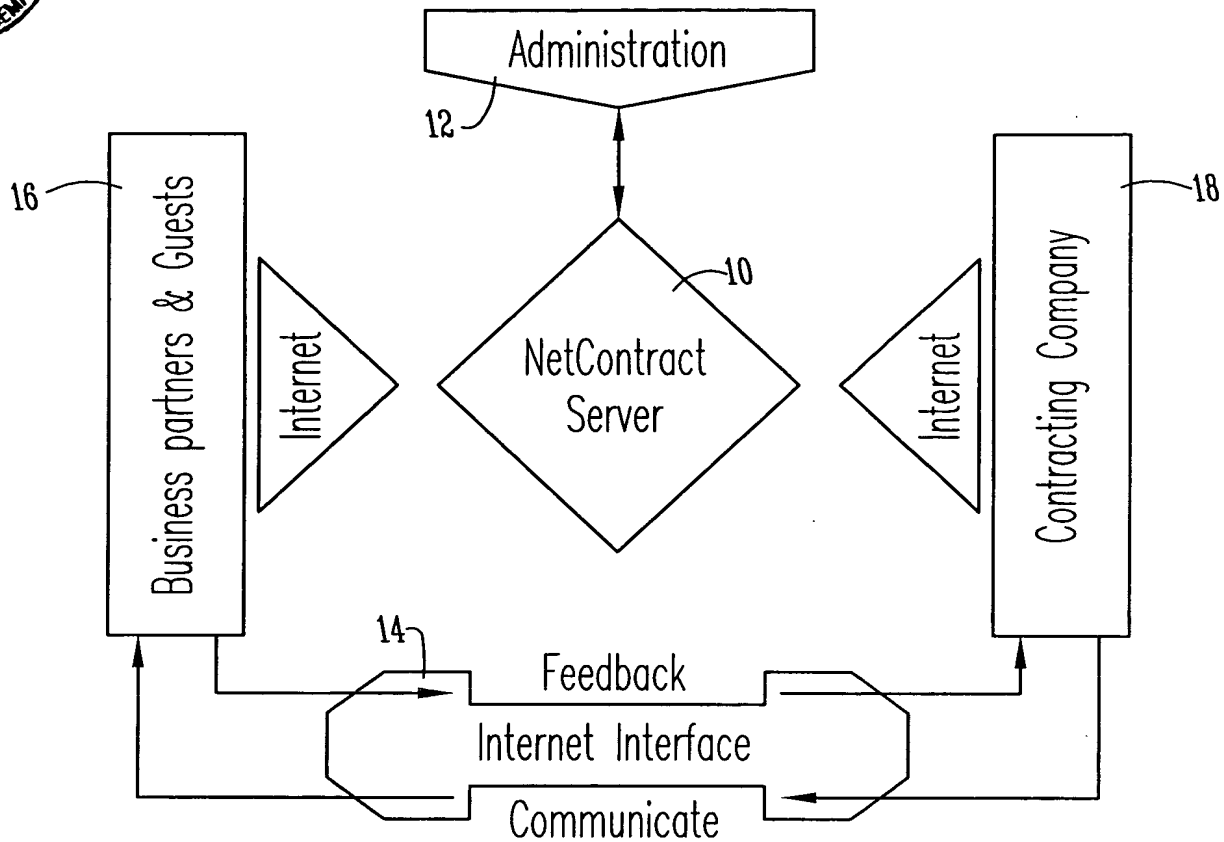 Administration
12
16
18
10
Business partners & Guests
Internet
NetContract
Server
Internet
Contracting Company
14
Feedback
Internet Interface
Communicate